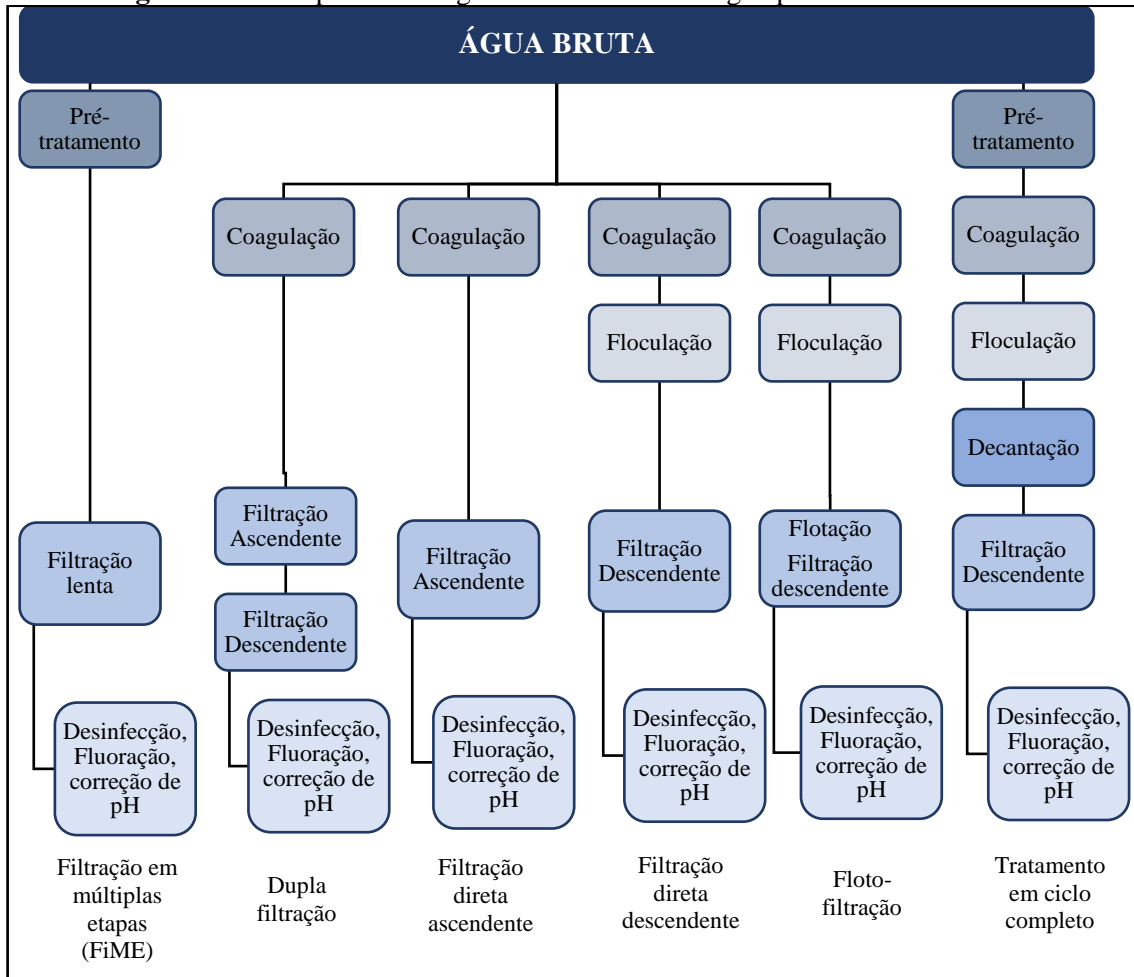 ÁGUA BRUTA
Pré-
tratamento
Filtração
lenta
Desinfecção,
Fluoração,
correção de
pH
Filtração em
múltiplas
etapas
(FiME)
Coagulação
Filtração
Ascendente
Filtração
Descendente
Desinfecção,
Fluoração,
correção de
pH
Dupla
filtração
Coagulação
Filtração
Ascendente
Desinfecção,
Fluoração,
correção de
pH
Filtração
direta
ascendente
Coagulação
Floculação
Filtração
Descendente
Desinfecção,
Fluoração,
correção de
pH
Filtração
direta
descendente
Coagulação
Floculação
Flotação
Filtração
descendente
Desinfecção,
Fluoração,
correção de
pH
Floto-
filtração
Pré-
tratamento
Coagulação
Floculação
Decantação
Filtração
Descendente
Desinfecção,
Fluoração,
correção de
pH
Tratamento
em ciclo
completo